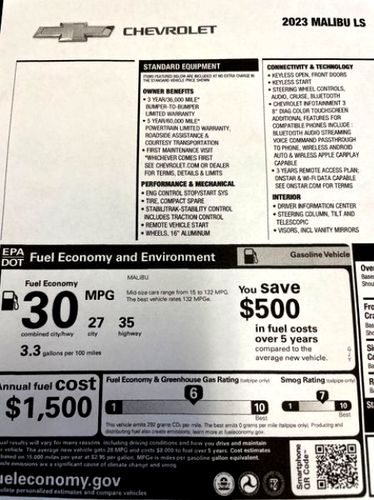 CHEVROLET
2023 MALIBU LS
STANDARD EQUIPMENT
ITEMS FEATURED BELOW ARE INCLUDED AT NO EXTRA CHARGE IN
THE STANDARD VEHICLE PRICE SHOWN
OWNER BENEFITS
• 3 YEAR/36,000 MILE*
BUMPER-TO-BUMPER
LIMITED WARRANTY
• 5 YEAR/60,000 MILE*
POWERTRAIN LIMITED WARRANTY,
ROADSIDE ASSISTANCE &
COURTESY TRANSPORTATION
• FIRST MAINTENANCE VISIT
*WHICHEVER COMES FIRST
SEE CHEVROLET.COM OR DEALER
FOR TERMS, DETAILS & LIMITS
PERFORMANCE & MECHANICAL
• ENG CONTROL STOP/START SYS
• TIRE, COMPACT SPARE
• STABILITRAK-STABILITY CONTROL
INCLUDES TRACTION CONTROL
• REMOTE VEHICLE START
• WHEELS, 16" ALUMINUM
CONNECTIVITY & TECHNOLOGY
• KEYLESS OPEN, FRONT DOORS
• KEYLESS START
• STEERING WHEEL CONTROLS,
AUDIO, CRUISE, BLUETOOTH
• CHEVROLET INFOTAINMENT 3
8" DIAG COLOR TOUCHSCREEN
ADDITIONAL FEATURES FOR
COMPATIBLE PHONES INCLUDE :
BLUETOOTH AUDIO STREAMING
VOICE COMMAND PASSTHROUGH
TO PHONE, WIRELESS ANDROID
AUTO & WIRELESS APPLE CARPLAY
CAPABLE
• 3 YEARS REMOTE ACCESS PLAN;
ONSTAR & WI-FI DATA CAPABLE
SEE ONSTAR.COM FOR TERMS
INTERIOR
• DRIVER INFORMATION CENTER
• STEERING COLUMN, TILT AND
TELESCOPIC
• VISORS, INCL VANITY MIRRORS
EPA
DOT
Fuel Economy and Environment
Gasoline Vehicle
Fuel Economy
MALIBU
30 MPG
Mid-size cars range from 15 to 132 MPG.
The best vehicle rates 132 MPGe.
27 35
combined city/hwy city highway
3.3 gallons per 100 miles
You save
$500
in fuel costs
over 5 years
compared to the
average new vehicle.
Annual fuel COST
$1,500
Fuel Economy & Greenhouse Gas Rating (tailpipe only)
6
1 10
Best
Smog Rating (tailpipe only)
7
1 10
Best
This vehicle emits 292 grams CO₂ per mile. The best emits 0 grams per mile (tailpipe only). Producing and
distributing fuel also create emissions; learn more at fueleconomy.gov.
ual results will vary for many reasons, including driving conditions and how you drive and maintain
vehicle. The average new vehicle gets 28 MPG and costs $8,000 to fuel over 5 years. Cost estimates
based on 15,000 miles per year at $2.95 per gallon. MPGe is miles per gasoline gallon equivalent.
emissions are a significant cause of climate change and smog.
ueleconomy.gov
personalized estimates and compare vehicles
Smartphone
QR Code™